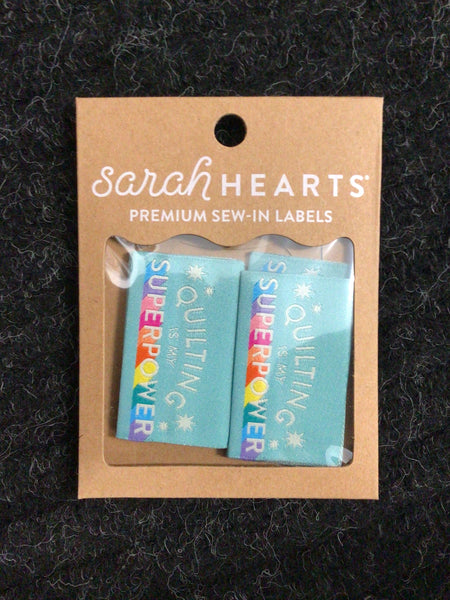 sarah HEARTS®
PREMIUM SEW-IN LABELS
QUILTING
IS MY
SUPERPOWER
QUILTING
IS MY
SUPERPOWER